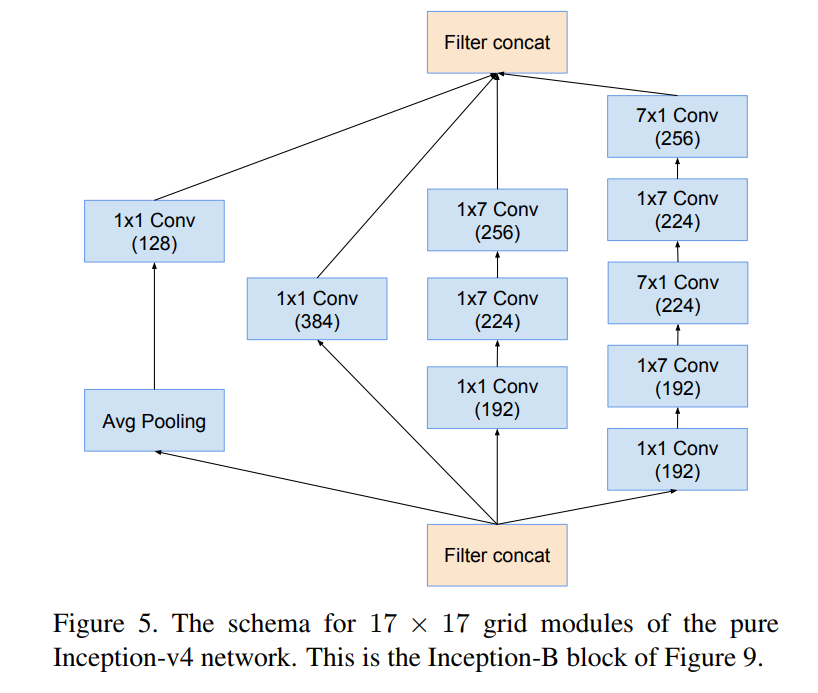 Filter concat
7x1 Conv
(256)
1x7 Conv
(224)
7x1 Conv
(224)
1x7 Conv
(192)
1x1 Conv
(192)
1x7 Conv
(256)
1x7 Conv
(224)
1x1 Conv
(192)
1x1 Conv
(384)
1x1 Conv
(128)
Avg Pooling
Filter concat
Figure 5. The schema for 17 × 17 grid modules of the pure
Inception-v4 network. This is the Inception-B block of Figure 9.